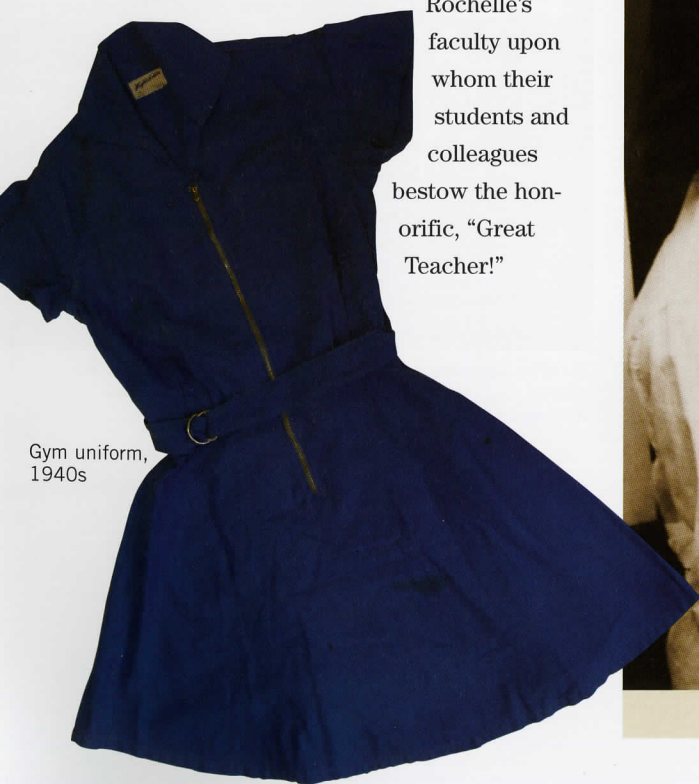 Rochelle's
faculty upon
whom their
students and
colleagues
bestow the hon-
orific, “Great
Teacher!”
Gym uniform,
1940s